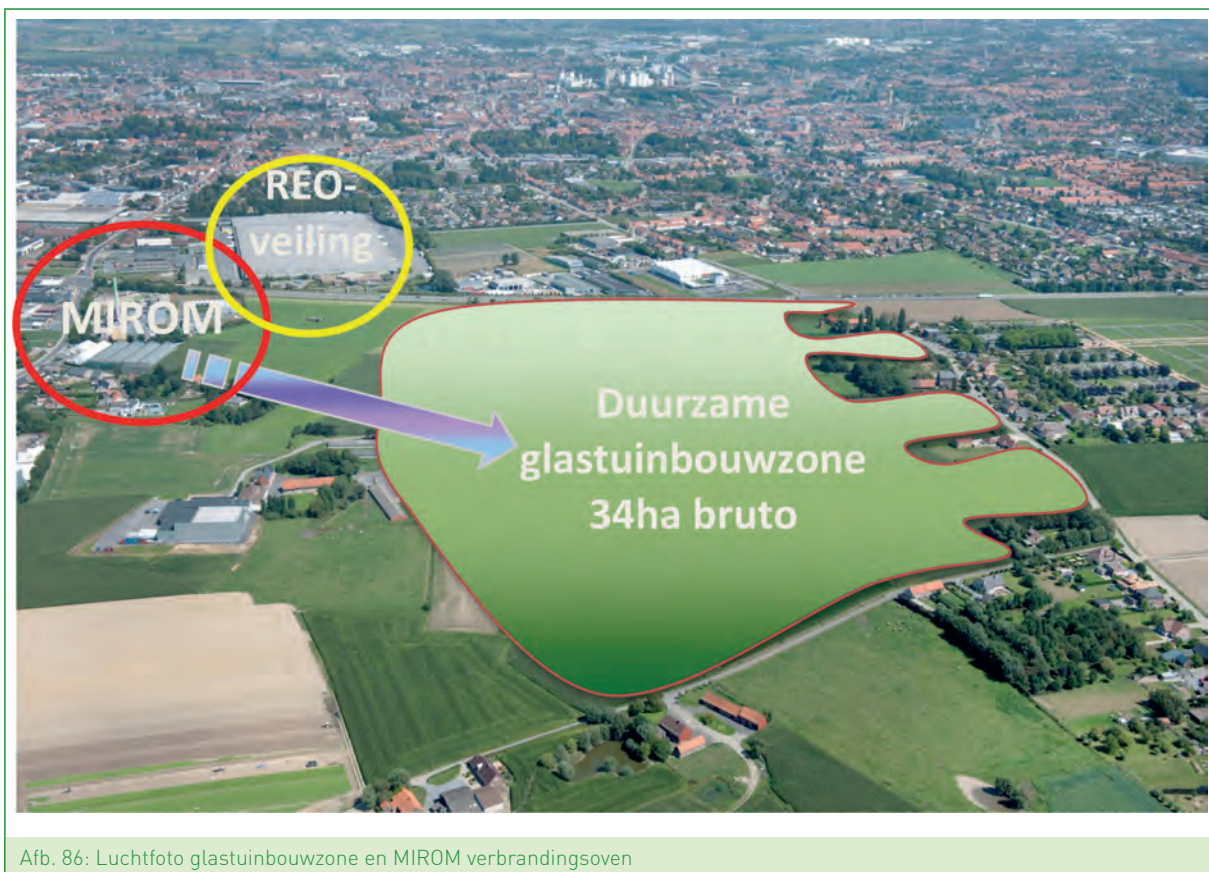 REO-
veiling
MIROM
Duurzame
glastuinbouwzone
34ha bruto
Afb. 86: Luchtfoto glastuinbouwzone en MIROM verbrandingsoven